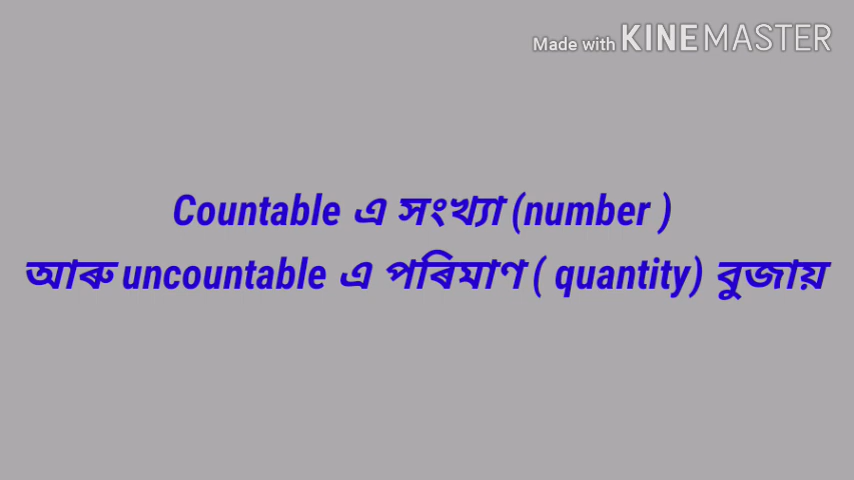 Made with KINEMASTER
Countable এ সংখ্যা (number )
আৰু uncountable এ পৰিমাণ ( quantity) বুজায়